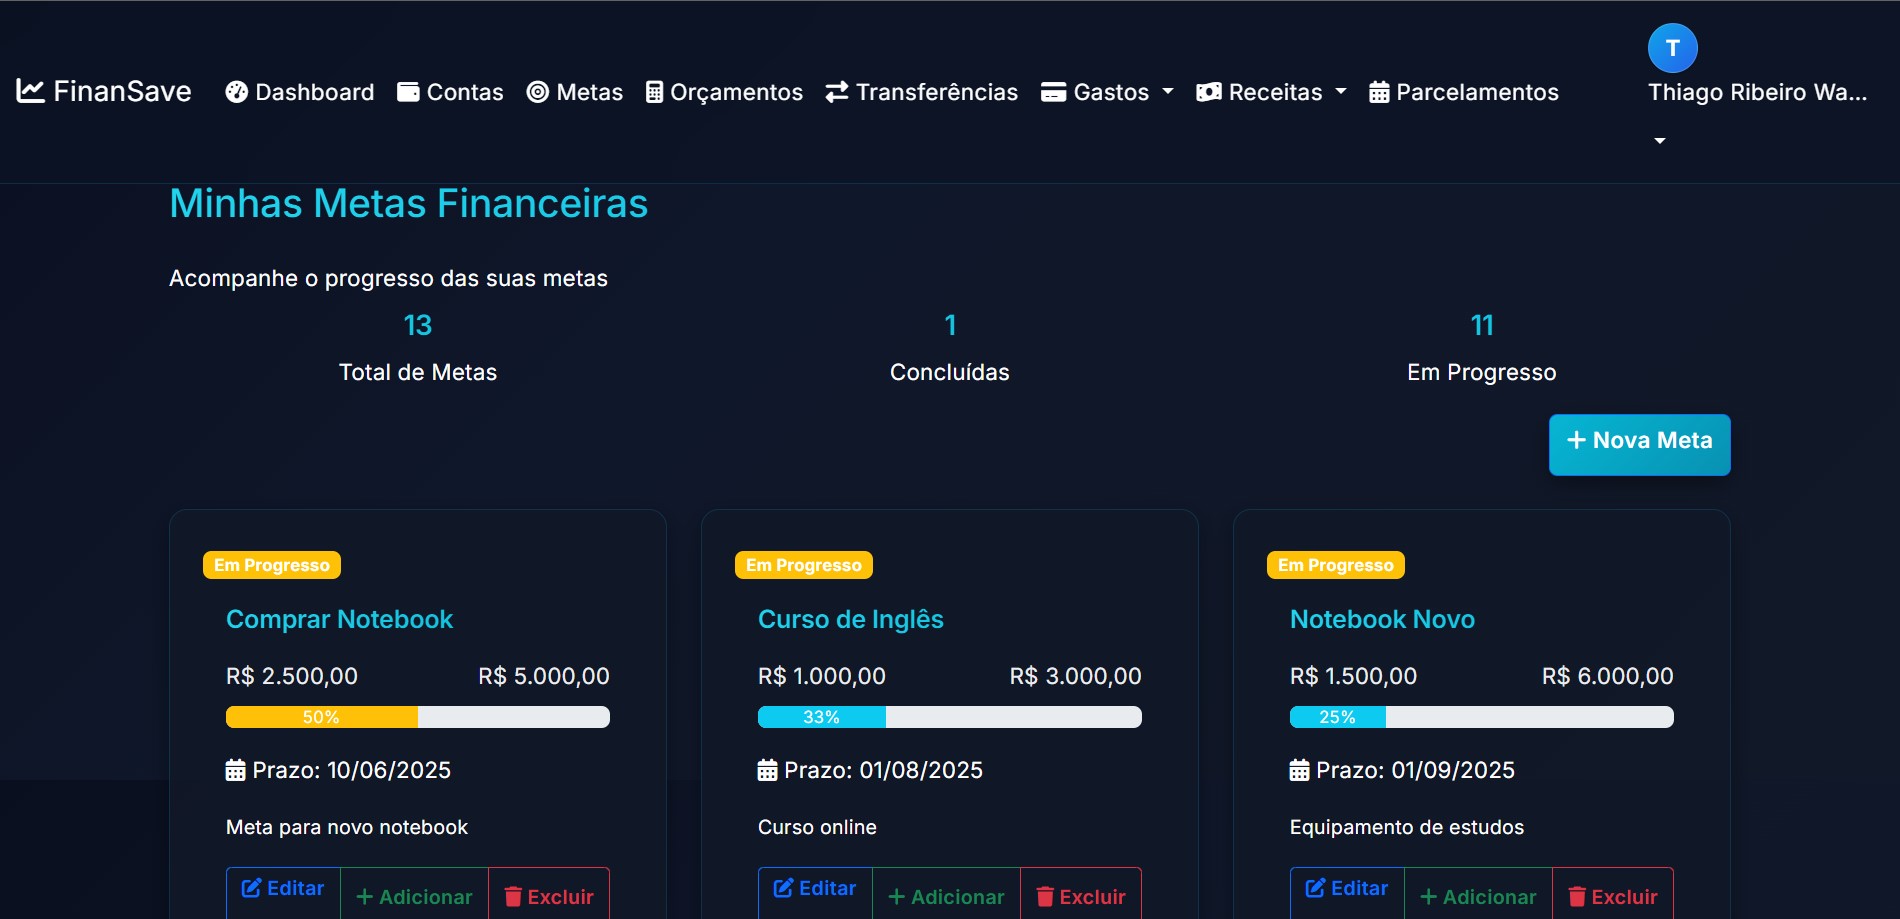 T
FinanSave Dashboard Contas Metas Orçamentos Transferências Gastos Receitas Parcelamentos Thiago Ribeiro Wa...
Minhas Metas Financeiras
Acompanhe o progresso das suas metas
13 1 11
Total de Metas Concluídas Em Progresso
+ Nova Meta
Em Progresso Em Progresso Em Progresso
Comprar Notebook Curso de Inglês Notebook Novo
R$ 2.500,00 R$ 5.000,00 R$ 1.000,00 R$ 3.000,00 R$ 1.500,00 R$ 6.000,00
50% 33% 25%
Prazo: 10/06/2025 Prazo: 01/08/2025 Prazo: 01/09/2025
Meta para novo notebook Curso online Equipamento de estudos
Editar + Adicionar Excluir Editar + Adicionar Excluir Editar + Adicionar Excluir